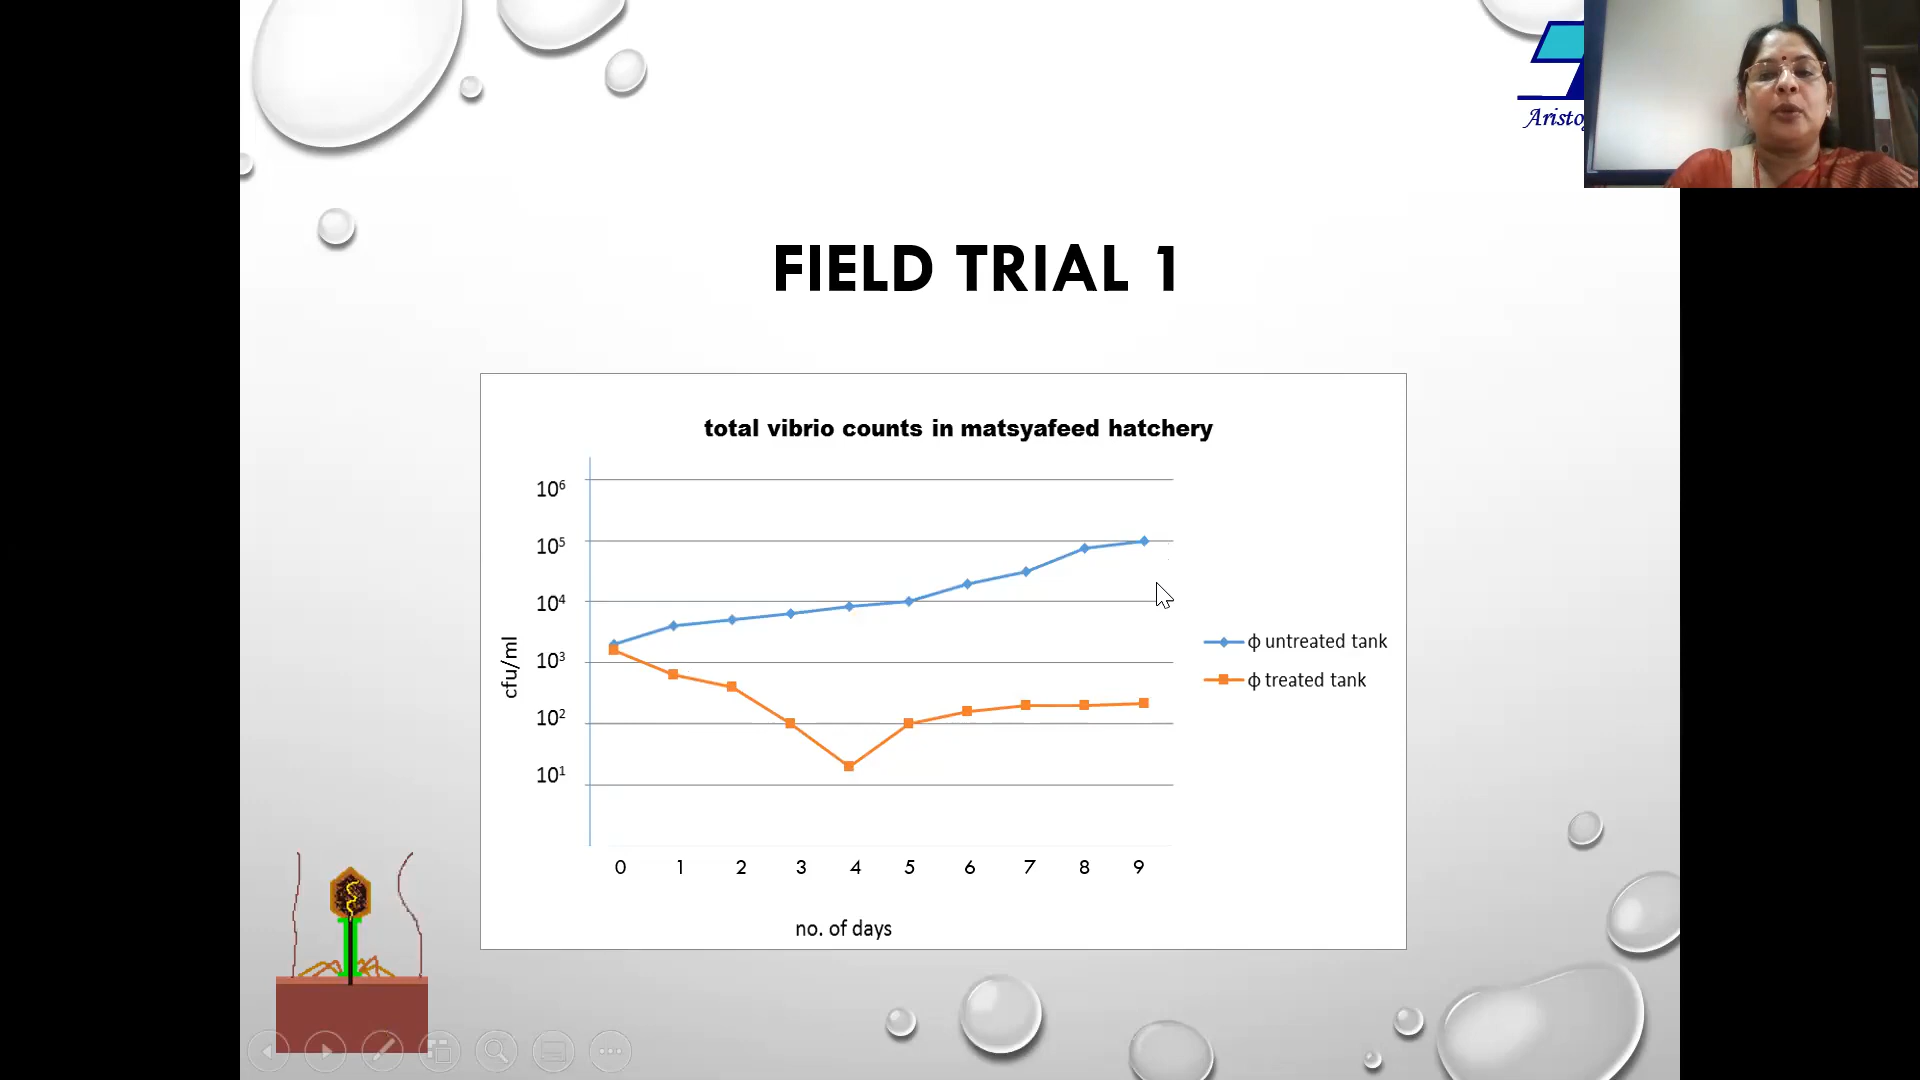 FIELD TRIAL 1
total vibrio counts in matsyafeed hatchery
10⁶
10⁵
10⁴
10³
10²
10¹
cfu/ml
ϕ untreated tank
ϕ treated tank
0 1 2 3 4 5 6 7 8 9
no. of days